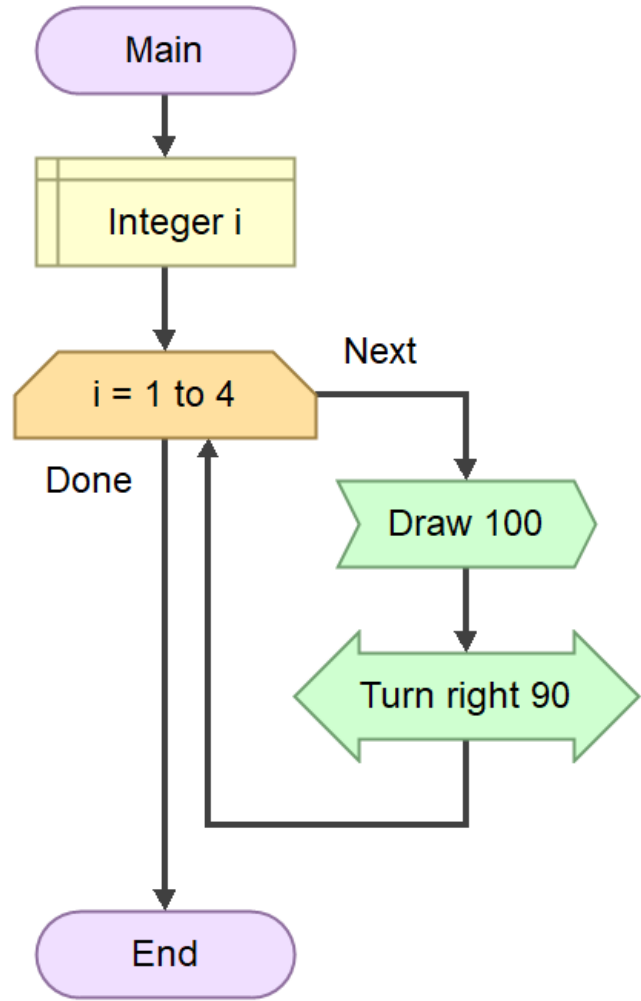 Main
Integer i
i = 1 to 4
Next
Done
Draw 100
Turn right 90
End